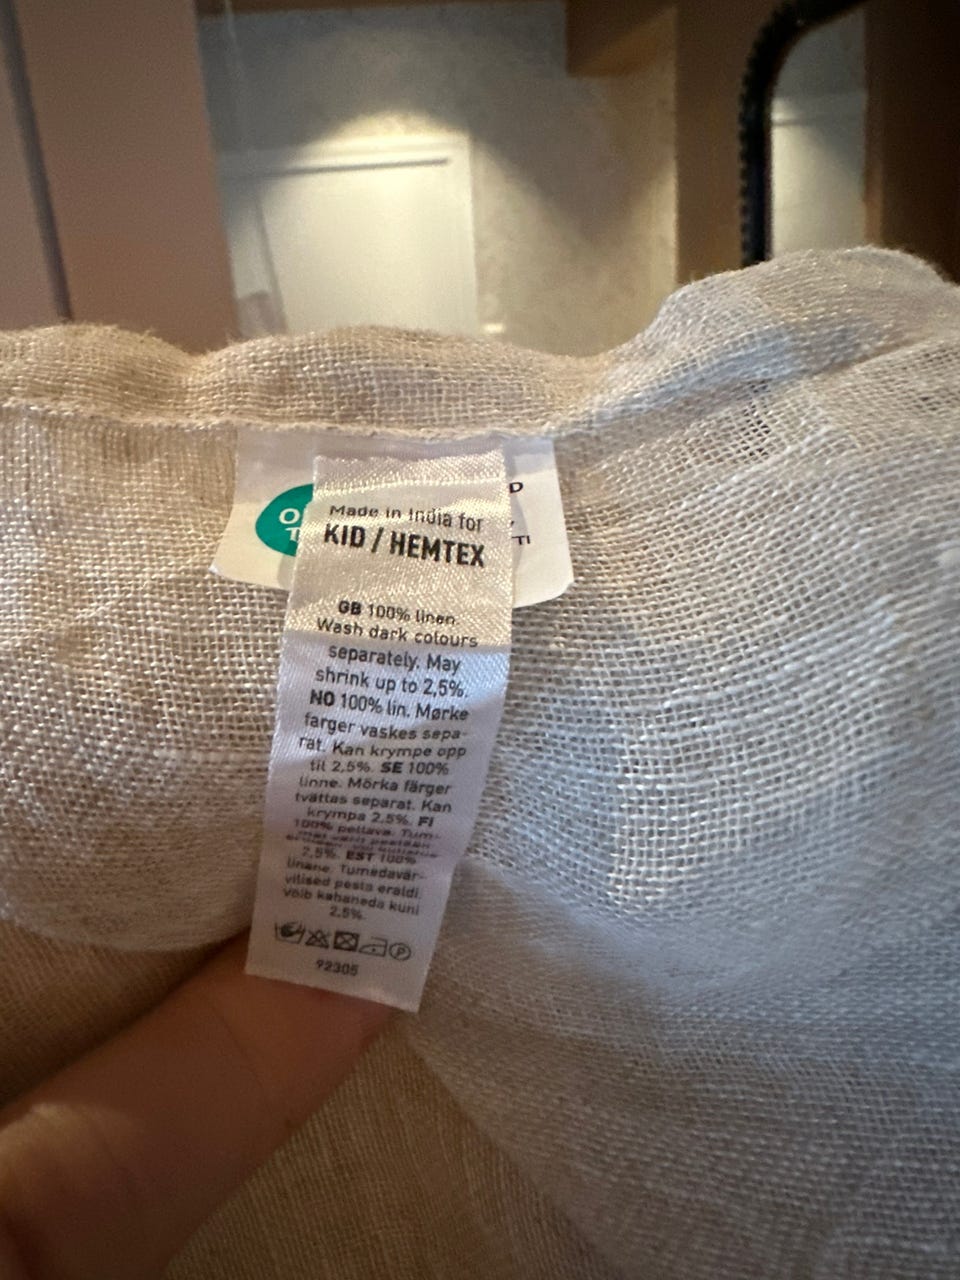 Made in India for
KID / HEMTEX
GB 100% linen.
Wash dark colours
separately. May
shrink up to 2,5%.
NO 100% lin. Mørke
farger vaskes sepa-
rat. Kan krympe opp
til 2,5%. SE 100%
linne. Mörka färger
tvättas separat. Kan
krympa 2,5%. FI
100% pellava. Tum-
2,5%. EST 100%
linane. Tumedavär-
vilised pesta eraldi.
Võib kahaneda kuni
2,5%.
P
92305
O
T
D
TI